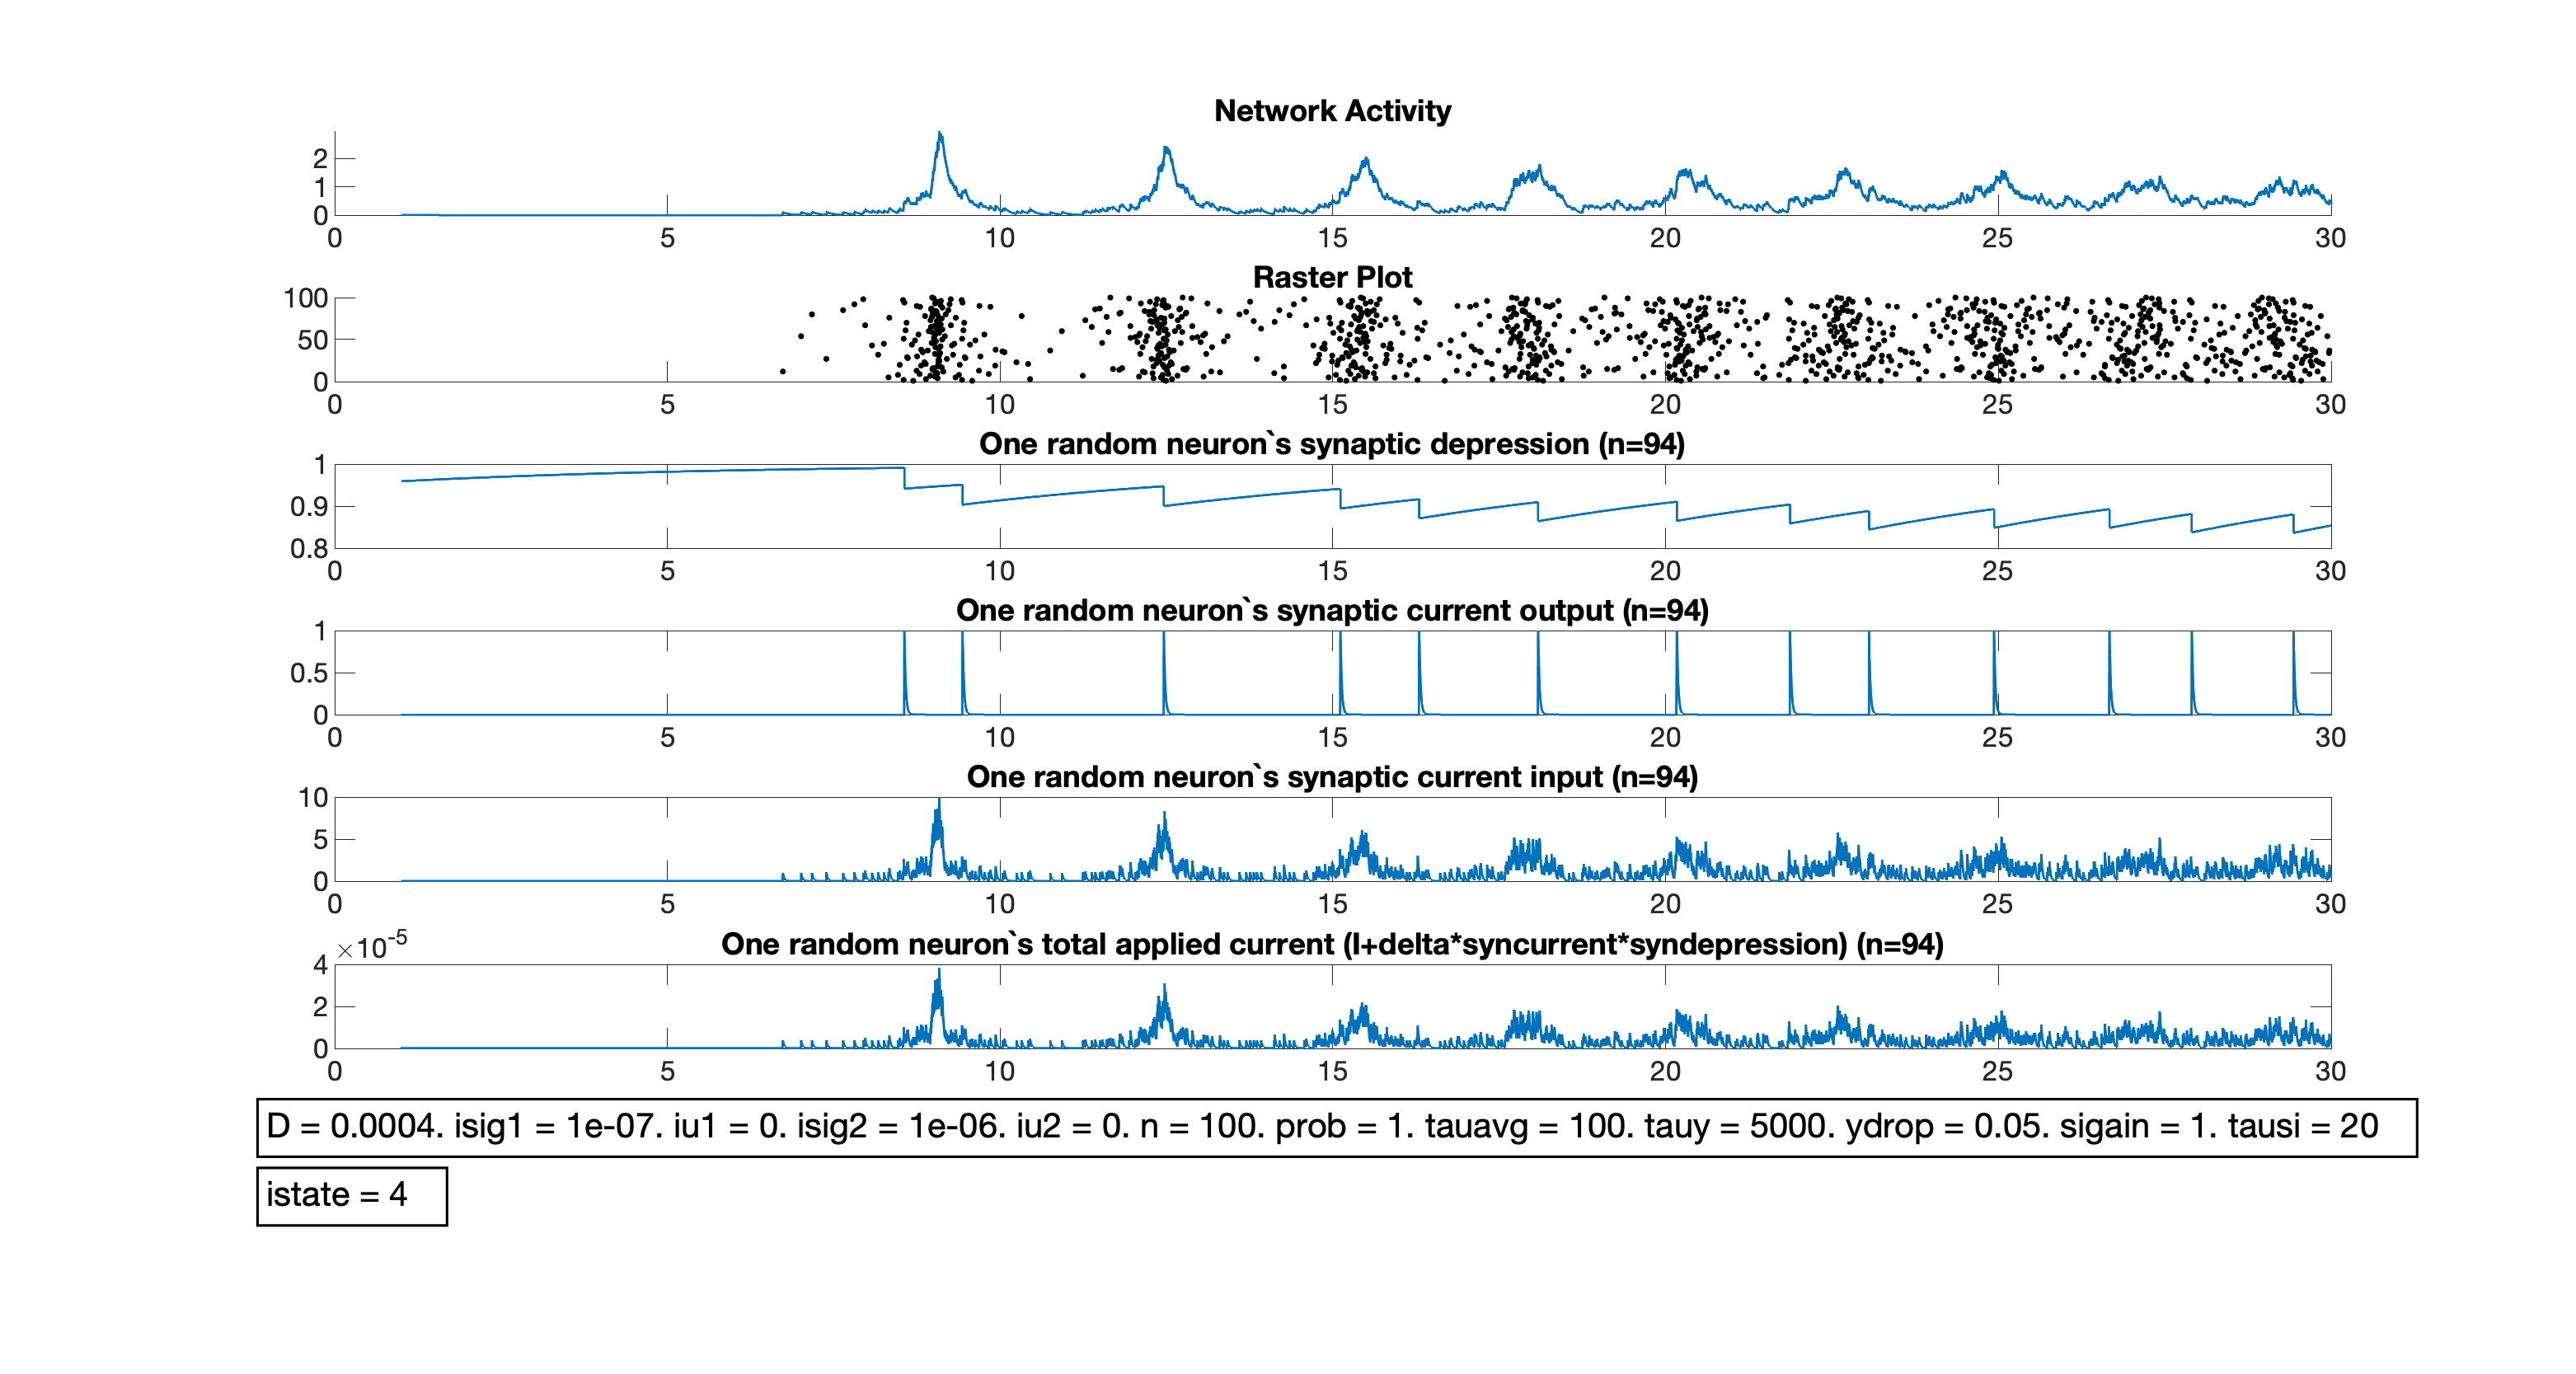 Network Activity
2
1
0
0 5 10 15 20 25 30
Raster Plot
100
50
0
0 5 10 15 20 25 30
One random neuron`s synaptic depression (n=94)
1
0.9
0.8
0 5 10 15 20 25 30
One random neuron`s synaptic current output (n=94)
1
0.5
0
0 5 10 15 20 25 30
One random neuron`s synaptic current input (n=94)
10
5
0
0 5 10 15 20 25 30
×10-5
One random neuron`s total applied current (I+delta*syncurrent*syndepression) (n=94)
4
2
0
0 5 10 15 20 25 30
D = 0.0004. isig1 = 1e-07. iu1 = 0. isig2 = 1e-06. iu2 = 0. n = 100. prob = 1. tauavg = 100. tauy = 5000. ydrop = 0.05. sigain = 1. tausi = 20
istate = 4